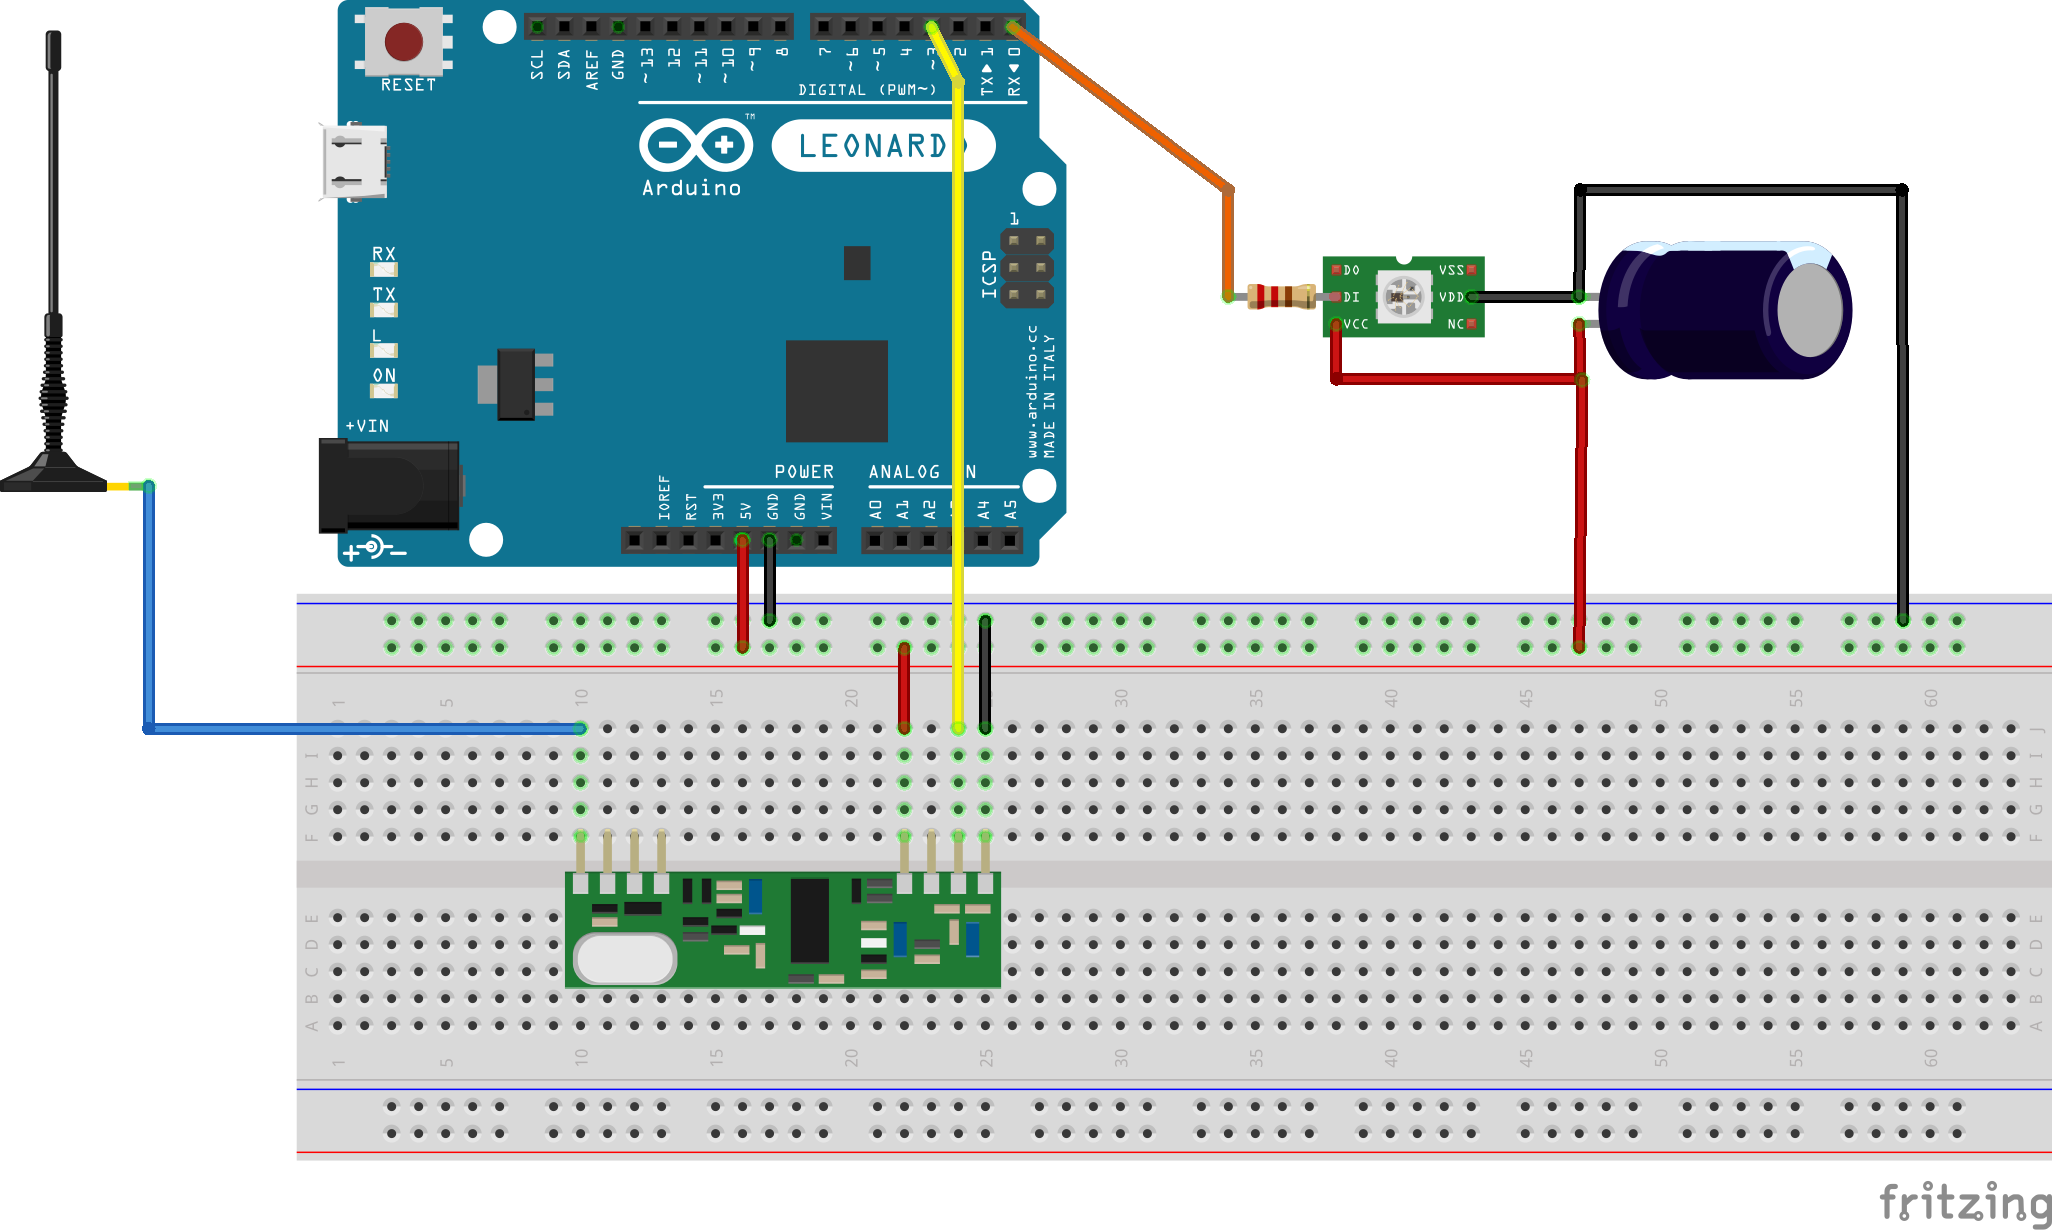 RESET
SCL SDA AREF GND ~13 12 ~11 ~10 ~9 8 7 ~6 ~5 4 ~3 2 TX▶1 RX◀0
DIGITAL (PWM~)
TM
LEONARD
Arduino
1
ICSP
RX
TX
L
ON
+VIN
www.arduino.cc
MADE IN ITALY
DO VSS
DI VDD
VCC NC
POWER ANALOG N
IOREF RST 3V3 5V GND GND VIN A0 A1 A2 A4 A5
+ -
1 5 10 15 20 30 35 40 45 50 55 60
J
I I
H H
G G
F F
E E
D D
C C
B B
A A
1 5 10 15 20 25 30 35 40 45 50 55 60
fritzing